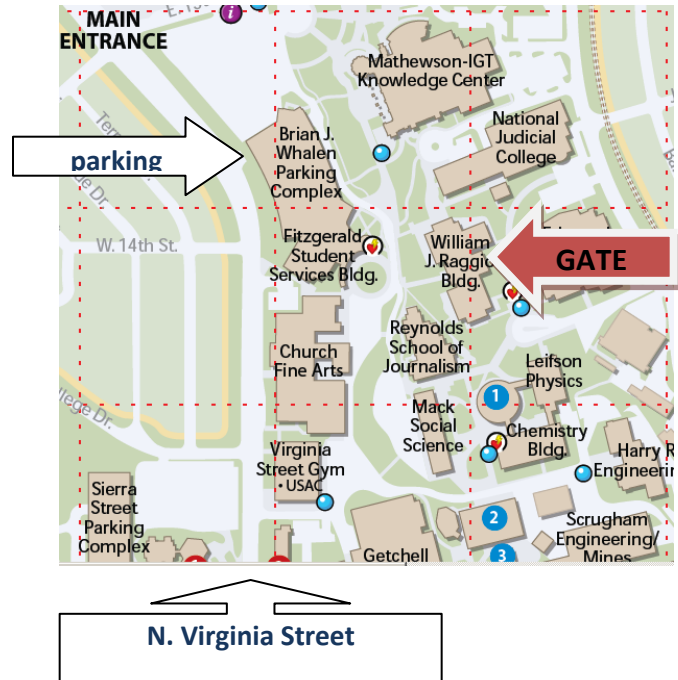 MAIN
ENTRANCE
i
Mathewson-IGT
Knowledge Center
Brian J.
Whalen
Parking
Complex
National
Judicial
College
parking
W. 14th St.
Fitzgerald
Student
Services Bldg.
William
J. Raggio
Bldg.
GATE
Church
Fine Arts
Reynolds
School of
Journalism
Leifson
Physics
1
Mack
Social
Science
Chemistry
Bldg.
Virginia
Street Gym
• USAC
Harry R
Engineerin
Sierra
Street
Parking
Complex
2
Scrugham
Engineering/
Mines
3
Getchell
N. Virginia Street